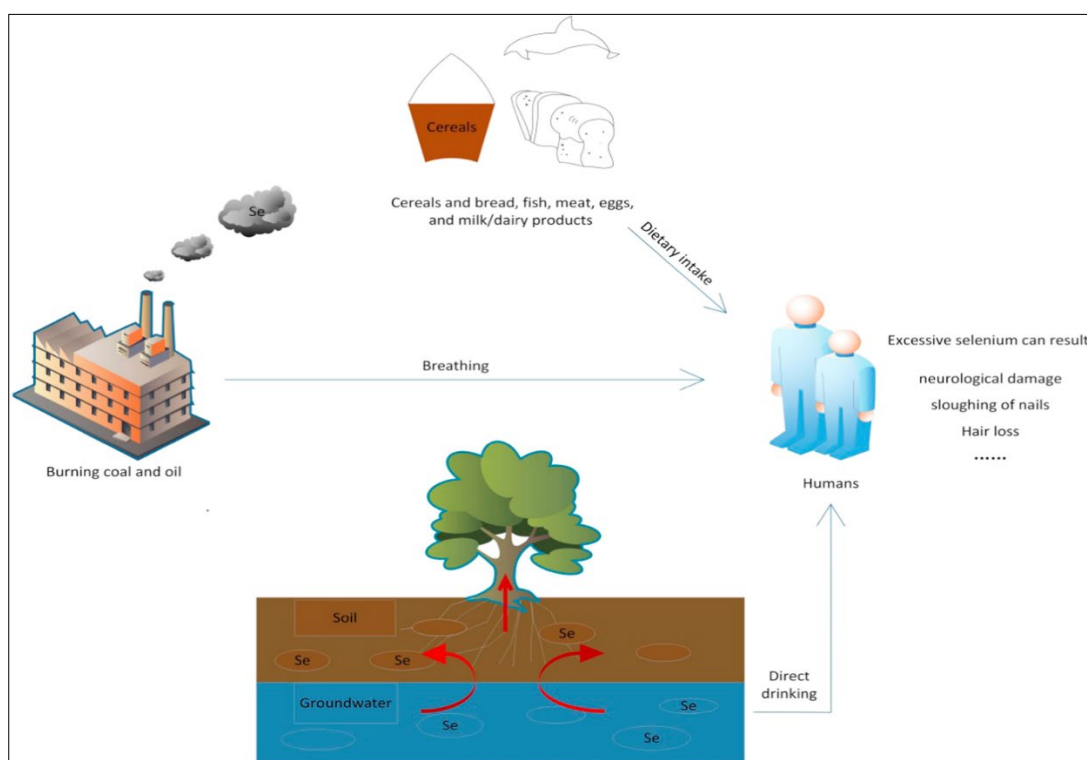 Cereals
Se
Cereals and bread, fish, meat, eggs,
and milk/dairy products
Dietary intake
Breathing
Burning coal and oil
Excessive selenium can result
neurological damage
sloughing of nails
Hair loss
......
Humans
Soil
Se
Se
Se
Groundwater
Se
Se
Se
Direct
drinking